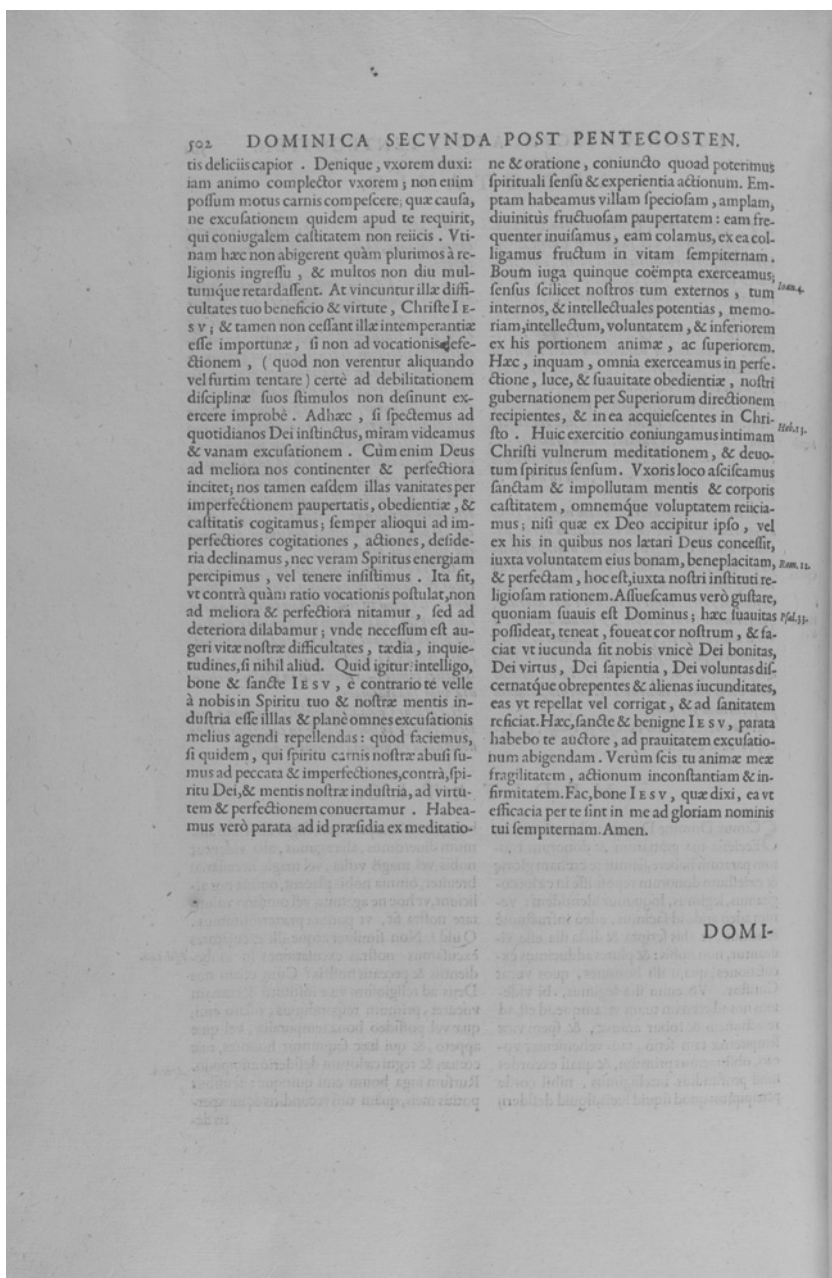 502 DOMINICA SECVNDA POST PENTECOSTEN.
tis deliciis capior . Denique , vxorem duxi:
iam animo complector vxorem ; non enim
poſſum motus carnis compeſcere; quæ cauſa,
ne excuſationem quidem apud te requirit,
qui coniugalem caſtitatem non reiicis . Vti-
nam hæc non abigerent quàm plurimos à re-
ligionis ingreſſu , & multos non diu mul-
tumque retardaſſent. At vincuntur illæ diffi-
cultates tuo beneficio & virtute , Chriſte IE-
SV ; & tamen non ceſſant illæ intemperantiæ
eſſe importunæ , ſi non ad vocationis defe-
ctionem , ( quod non verentur aliquando
vel furtim tentare ) certè ad debilitationem
diſciplinæ ſuos ſtimulos non deſinunt ex-
ercere improbè . Adhæc , ſi ſpectemus ad
quotidianos Dei inſtinctus, miram videamus
& vanam excuſationem . Cùm enim Deus
ad meliora nos continenter & perfectiora
incitet; nos tamen eaſdem illas vanitates per
imperfectionem paupertatis, obedientiæ , &
caſtitatis cogitamus; ſemper alioqui ad im-
perfectiores cogitationes , actiones, deſide-
ria declinamus , nec veram Spiritus energiam
percipimus , vel tenere inſiſtimus . Ita fit,
vt contrà quàm ratio vocationis poſtulat,non
ad meliora & perfectiora nitamur , ſed ad
deteriora dilabamur ; vnde neceſſum eſt au-
geri vitæ noſtræ difficultates , tædia , inquie-
tudines, ſi nihil aliud. Quid igitur: intelligo,
bone & ſancte IESV , è contrario te velle
à nobis in Spiritu tuo & noſtræ mentis in-
duſtria eſſe illlas & planè omnes excuſationis
melius agendi repellendas : quod faciemus,
ſi quidem , qui ſpiritu carnis noſtræ abuſi ſu-
mus ad peccata & imperfectiones,contrà,ſpi-
ritu Dei,& mentis noſtræ induſtria, ad virtu-
tem & perfectionem conuertamur . Habea-
mus verò parata ad id præſidia ex meditatio-
ne & oratione , coniuncto quoad poterimus
ſpirituali ſenſu & experientia actionum. Em-
ptam habeamus villam ſpecioſam , amplam,
diuinitùs fructuoſam paupertatem : eam fre-
quenter inuiſamus , eam colamus, ex ea col-
ligamus fructum in vitam ſempiternam.
Boum iuga quinque coëmpta exerceamus;
ſenſus ſcilicet noſtros tum externos , tum Ioan.4.
internos, & intellectuales potentias , memo-
riam,intellectum, voluntatem , & inferiorem
ex his portionem animæ , ac ſuperiorem.
Hæc , inquam , omnia exerceamus in perfe-
ctione , luce, & ſuauitate obedientiæ , noſtri
gubernationem per Superiorum directionem
recipientes, & in ea acquieſcentes in Chri-
ſto . Huic exercitio coniungamus intimam Heb.13.
Chriſti vulnerum meditationem , & deuo-
tum ſpiritus ſenſum. Vxoris loco aſciſcamus
ſanctam & impollutam mentis & corporis
caſtitatem , omnemque voluptatem reiicia-
mus ; niſi quæ ex Deo accipitur ipſo , vel
ex his in quibus nos lætari Deus conceſſit,
iuxta voluntatem eius bonam, beneplacitam, Rom.12.
& perfectam , hoc eſt,iuxta noſtri inſtituti re-
ligioſam rationem. Aſſueſcamus verò guſtare,
quoniam ſuauis eſt Dominus ; hæc ſuauitas Pſal.33.
poſſideat, teneat , foueat cor noſtrum , & fa-
ciat vt iucunda ſit nobis vnicè Dei bonitas,
Dei virtus , Dei ſapientia , Dei voluntas diſ-
cernatque obrepentes & alienas iucunditates,
eas vt repellat vel corrigat , & ad ſanitatem
reficiat. Hæc, ſancte & benigne IESV , parata
habebo te auctore , ad prauitatem excuſatio-
num abigendam . Verùm ſcis tu animæ meæ
fragilitatem , actionum inconſtantiam & in-
firmitatem. Fac, bone IESV , quæ dixi, ea vt
efficacia per te ſint in me ad gloriam nominis
tui ſempiternam. Amen.
DOMI-